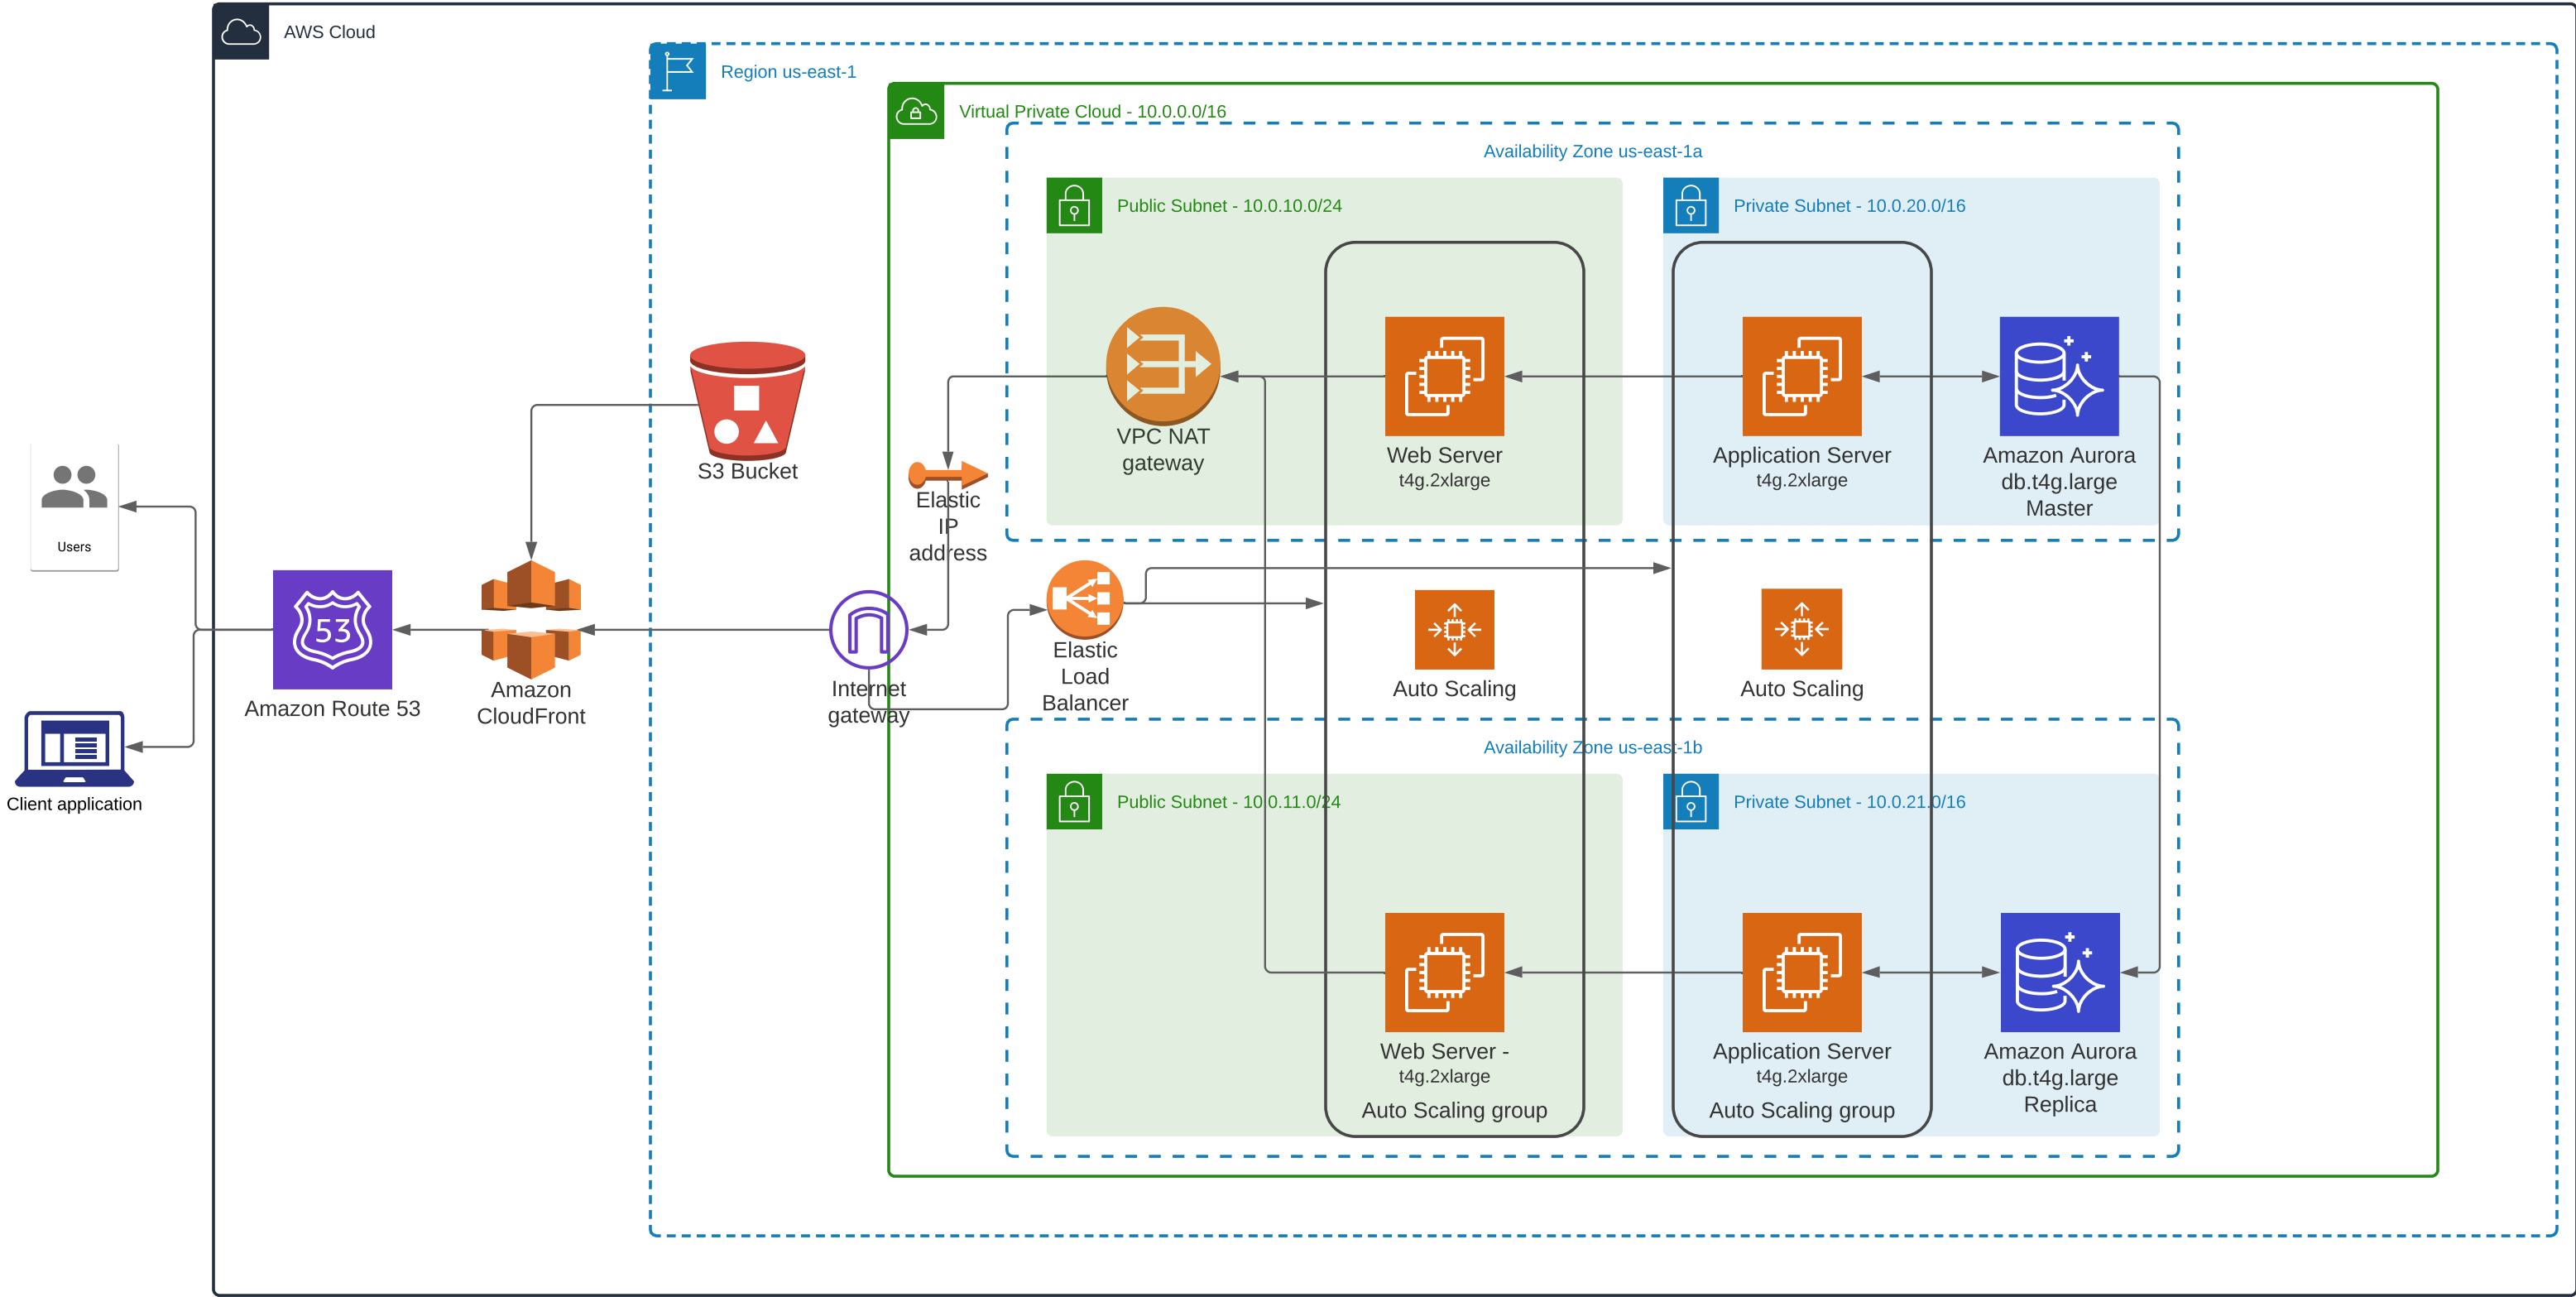 AWS Cloud
Region us-east-1
Virtual Private Cloud - 10.0.0.0/16
Availability Zone us-east-1a
Public Subnet - 10.0.10.0/24
Private Subnet - 10.0.20.0/16
VPC NAT
gateway
Web Server
t4g.2xlarge
Application Server
t4g.2xlarge
Amazon Aurora
db.t4g.large
Master
S3 Bucket
Elastic
IP
address
Users
53
Amazon Route 53
Amazon
CloudFront
Internet
gateway
Elastic
Load
Balancer
Auto Scaling
Auto Scaling
Client application
Availability Zone us-east-1b
Public Subnet - 10.0.11.0/24
Private Subnet - 10.0.21.0/16
Web Server -
t4g.2xlarge
Auto Scaling group
Application Server
t4g.2xlarge
Auto Scaling group
Amazon Aurora
db.t4g.large
Replica